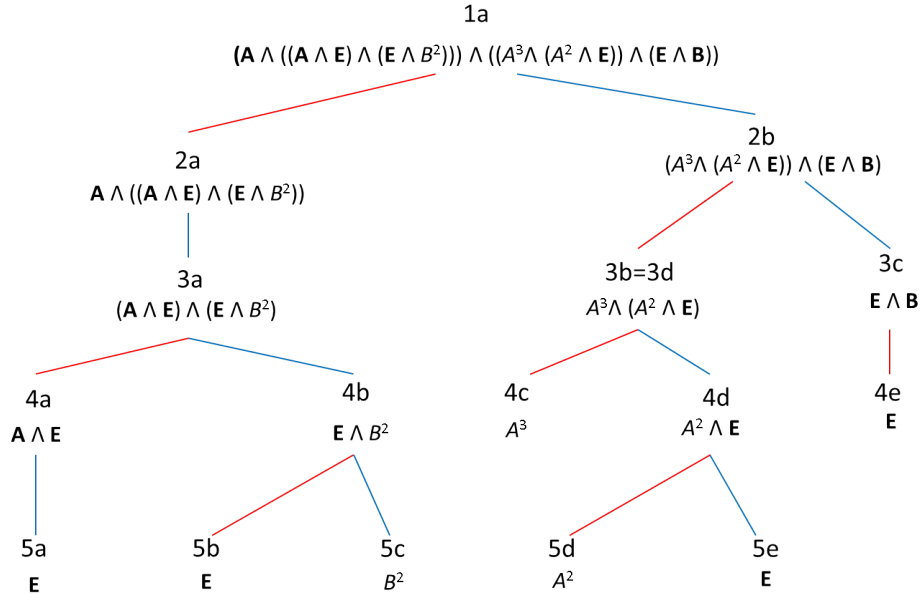 1a
(A ∧ ((A ∧ E) ∧ (E ∧ B²))) ∧ ((A³∧ (A² ∧ E)) ∧ (E ∧ B))
2a
A ∧ ((A ∧ E) ∧ (E ∧ B²))
2b
(A³∧ (A² ∧ E)) ∧ (E ∧ B)
3a
(A ∧ E) ∧ (E ∧ B²)
3b=3d
A³∧ (A² ∧ E)
3c
E ∧ B
4a
A ∧ E
4b
E ∧ B²
4c
A³
4d
A² ∧ E
4e
E
5a
E
5b
E
5c
B²
5d
A²
5e
E